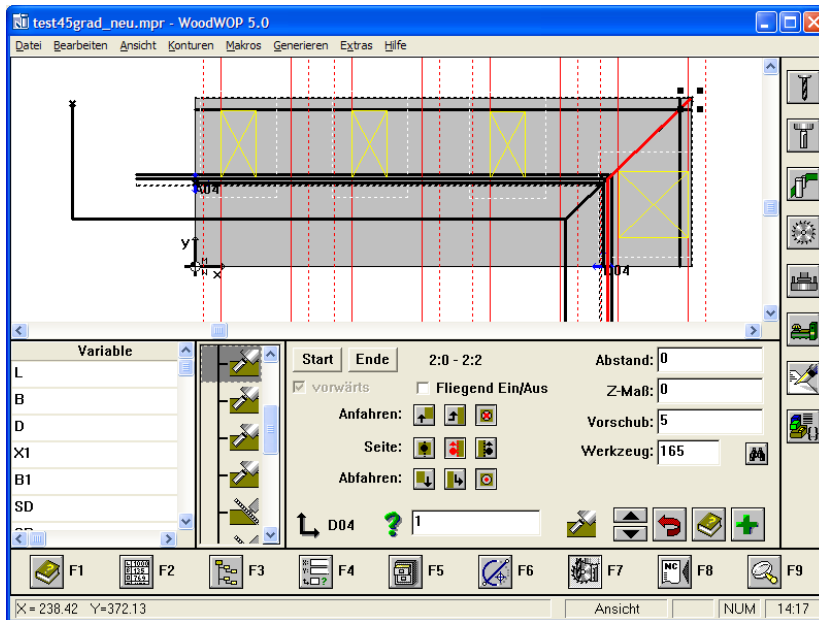 test45grad_neu.mpr - WoodWOP 5.0
Datei Bearbeiten Ansicht Konturen Makros Generieren Extras Hilfe
A04
y
x
D04
Variable
L
B
D
X1
B1
SD
Start Ende 2:0 - 2:2
vorwärts Fliegend Ein/Aus
Anfahren:
Seite:
Abfahren:
Abstand: 0
Z-Maß: 0
Vorschub: 5
Werkzeug: 165
D04 ? 1
F1 F2 F3 F4 F5 F6 F7 NC F8 F9
X = 238.42 Y=372.13 Ansicht NUM 14:17